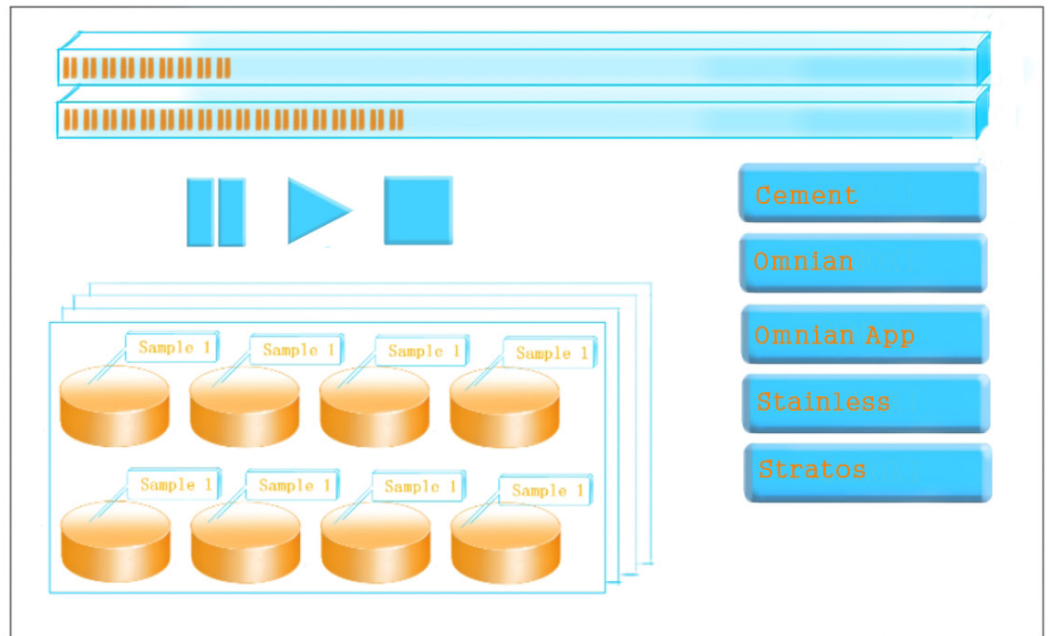 Cement
Omnian
Omnian App
Stainless
Stratos
Sample 1
Sample 1
Sample 1
Sample 1
Sample 1
Sample 1
Sample 1
Sample 1